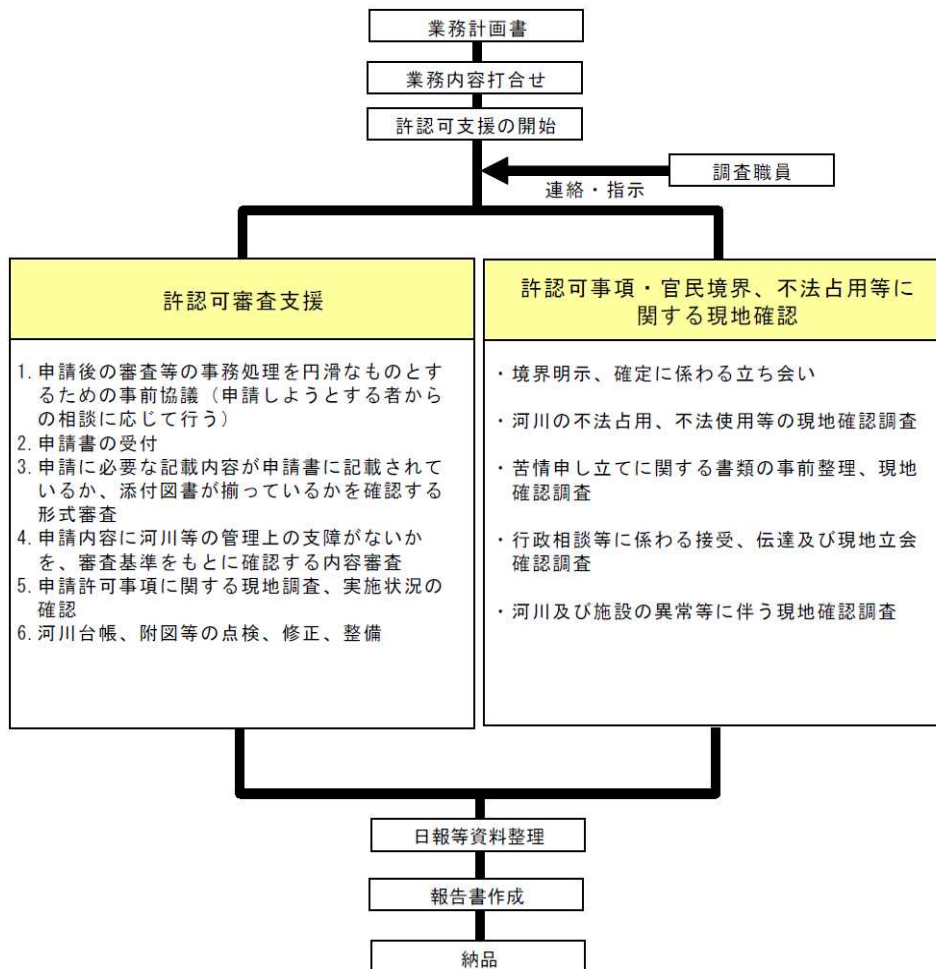 業務計画書
業務内容打合せ
許認可支援の開始
調査職員
連絡・指示
許認可審査支援
1. 申請後の審査等の事務処理を円滑なものとす
るための事前協議（申請しようとする者から
の相談に応じて行う）
2. 申請書の受付
3. 申請に必要な記載内容が申請書に記載されて
いるか、添付図書が揃っているかを確認する
形式審査
4. 申請内容に河川等の管理上の支障がないか
を、審査基準をもとに確認する内容審査
5. 申請許可事項に関する現地調査、実施状況の
確認
6. 河川台帳、附図等の点検、修正、整備
許認可事項・官民境界、不法占用等に
関する現地確認
・境界明示、確定に係わる立ち会い
・河川の不法占用、不法使用等の現地確認調査
・苦情申し立てに関する書類の事前整理、現地
確認調査
・行政相談等に係わる接受、伝達及び現地立会
確認調査
・河川及び施設の異常等に伴う現地確認調査
日報等資料整理
報告書作成
納品